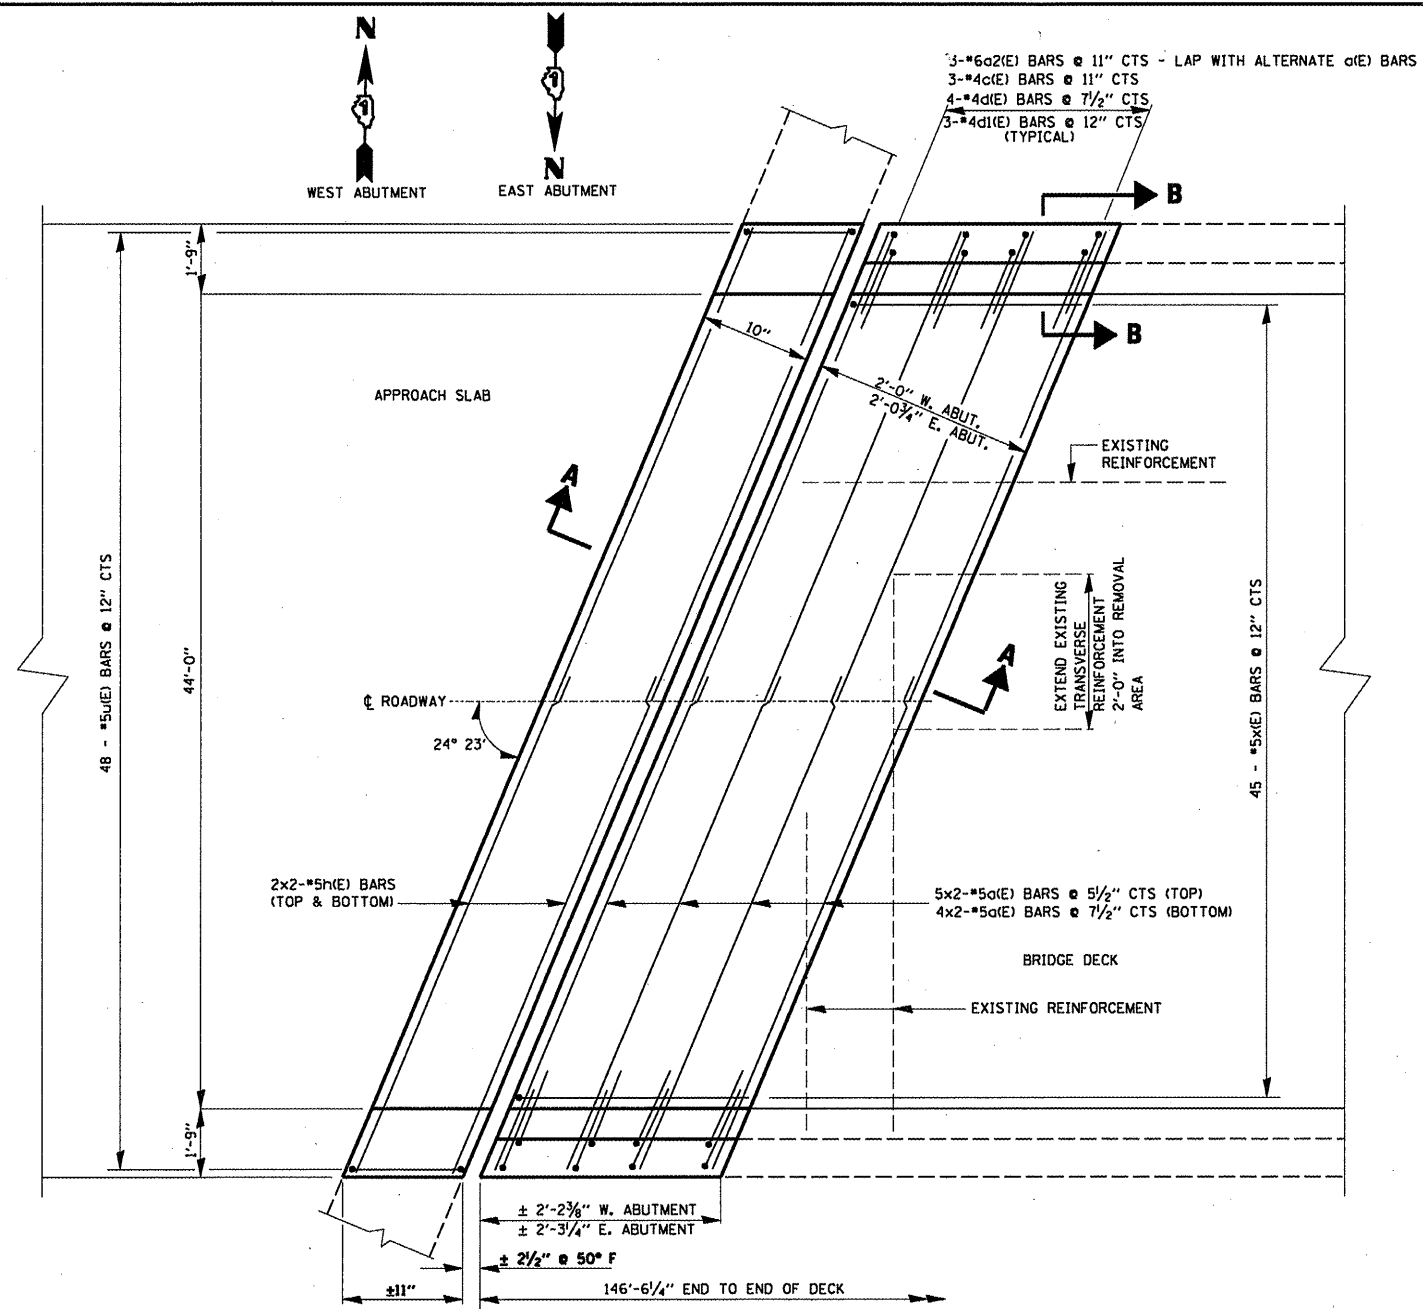 N
1
WEST ABUTMENT
1
N
EAST ABUTMENT
3-#6a2(E) BARS @ 11" CTS - LAP WITH ALTERNATE a(E) BARS
3-#4c(E) BARS @ 11" CTS
4-#4d(E) BARS @ 7½" CTS
3-#4d1(E) BARS @ 12" CTS
(TYPICAL)
B
B
1'-9"
10"
APPROACH SLAB
2'-0" W. ABUT.
2'-0¾" E. ABUT.
EXISTING
REINFORCEMENT
A
48 - #5u(E) BARS @ 12" CTS
44'-0"
EXTEND EXISTING
TRANSVERSE
REINFORCEMENT
2'-0" INTO REMOVAL
AREA
45 - #5x(E) BARS @ 12" CTS
A
℄ ROADWAY
24° 23'
2x2-#5h(E) BARS
(TOP & BOTTOM)
5x2-#5a(E) BARS @ 5½" CTS (TOP)
4x2-#5a(E) BARS @ 7½" CTS (BOTTOM)
BRIDGE DECK
EXISTING REINFORCEMENT
1'-9"
± 2'-2⅜" W. ABUTMENT
± 2'-3¼" E. ABUTMENT
± 2½" @ 50° F
±11"
146'-6¼" END TO END OF DECK